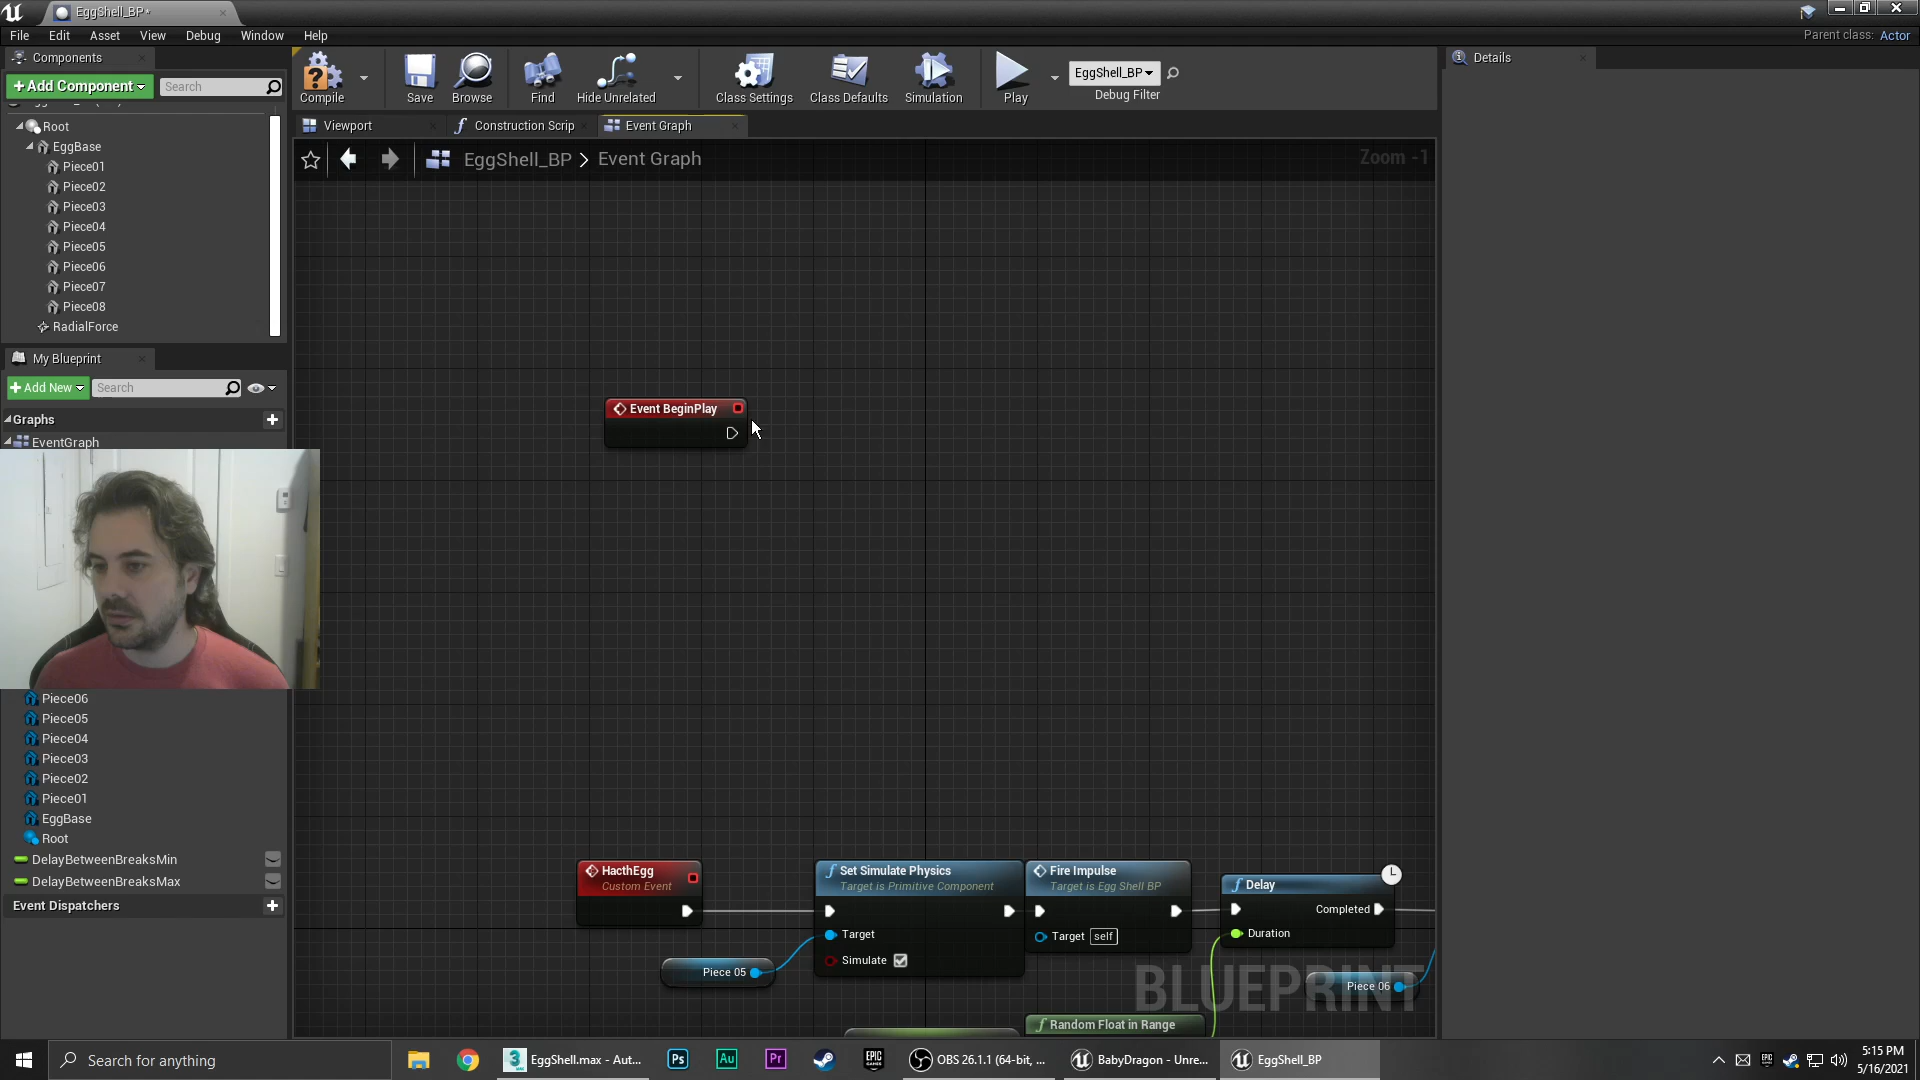 EggShell_BP*
File Edit Asset View Debug Window Help
Parent class: Actor
Components
Details
+Add Component
Search
Compile
Save
Browse
Find
Hide Unrelated
Class Settings
Class Defaults
Simulation
Play
EggShell_BP
Debug Filter
Viewport
Construction Scrip
Event Graph
EggShell_BP > Event Graph
Zoom -1
Root
EggBase
Piece01
Piece02
Piece03
Piece04
Piece05
Piece06
Piece07
Piece08
RadialForce
My Blueprint
+Add New
Search
Graphs
EventGraph
Event BeginPlay
Piece06
Piece05
Piece04
Piece03
Piece02
Piece01
EggBase
Root
DelayBetweenBreaksMin
DelayBetweenBreaksMax
Event Dispatchers
HacthEgg
Custom Event
Set Simulate Physics
Target is Primitive Component
Target
Simulate
Fire Impulse
Target is Egg Shell BP
Target self
Delay
Completed
Duration
Piece 05
Piece 06
Random Float in Range
BLUEPRINT
Search for anything
EggShell.max - Aut...
Ps
Au
Pr
EPIC GAMES
OBS 26.1.1 (64-bit, ...
BabyDragon - Unre...
EggShell_BP
5:15 PM
5/16/2021